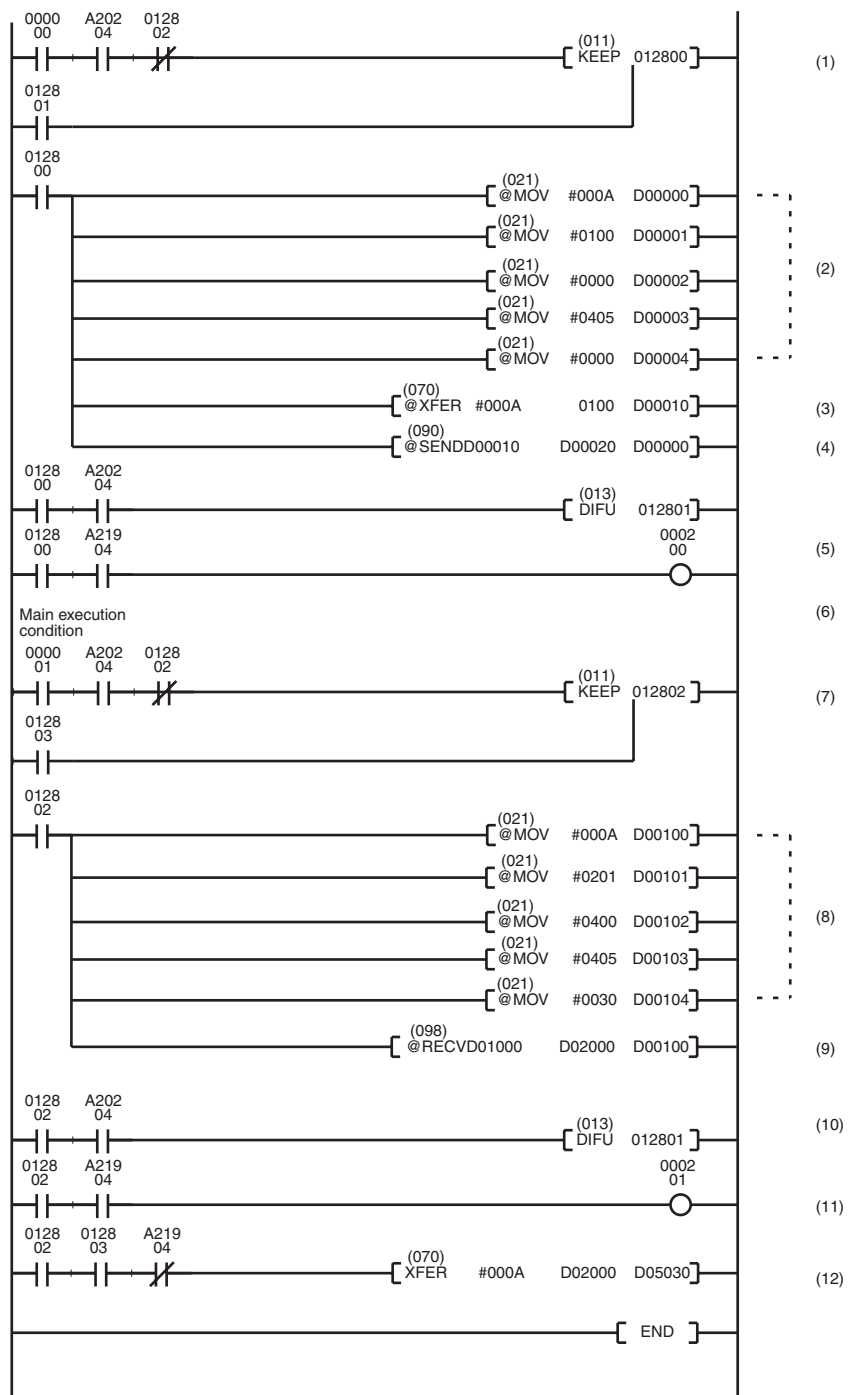 0000 A202 0128
00 04 02
(011)
KEEP 012800
(1)
0128
01
0128
00
(021)
@MOV #000A D00000
(021)
@MOV #0100 D00001
(021)
@MOV #0000 D00002
(2)
(021)
@MOV #0405 D00003
(021)
@MOV #0000 D00004
(070)
@XFER #000A 0100 D00010
(3)
(090)
@SENDD00010 D00020 D00000
(4)
0128 A202
00 04
(013)
DIFU 012801
0128 A219
00 04
0002
00
(5)
Main execution
condition
(6)
0000 A202 0128
01 04 02
(011)
KEEP 012802
(7)
0128
03
0128
02
(021)
@MOV #000A D00100
(021)
@MOV #0201 D00101
(021)
@MOV #0400 D00102
(8)
(021)
@MOV #0405 D00103
(021)
@MOV #0030 D00104
(098)
@RECVD01000 D02000 D00100
(9)
0128 A202
02 04
(013)
DIFU 012801
(10)
0128 A219
02 04
0002
01
(11)
0128 0128 A219
02 03 04
(070)
XFER #000A D02000 D05030
(12)
END